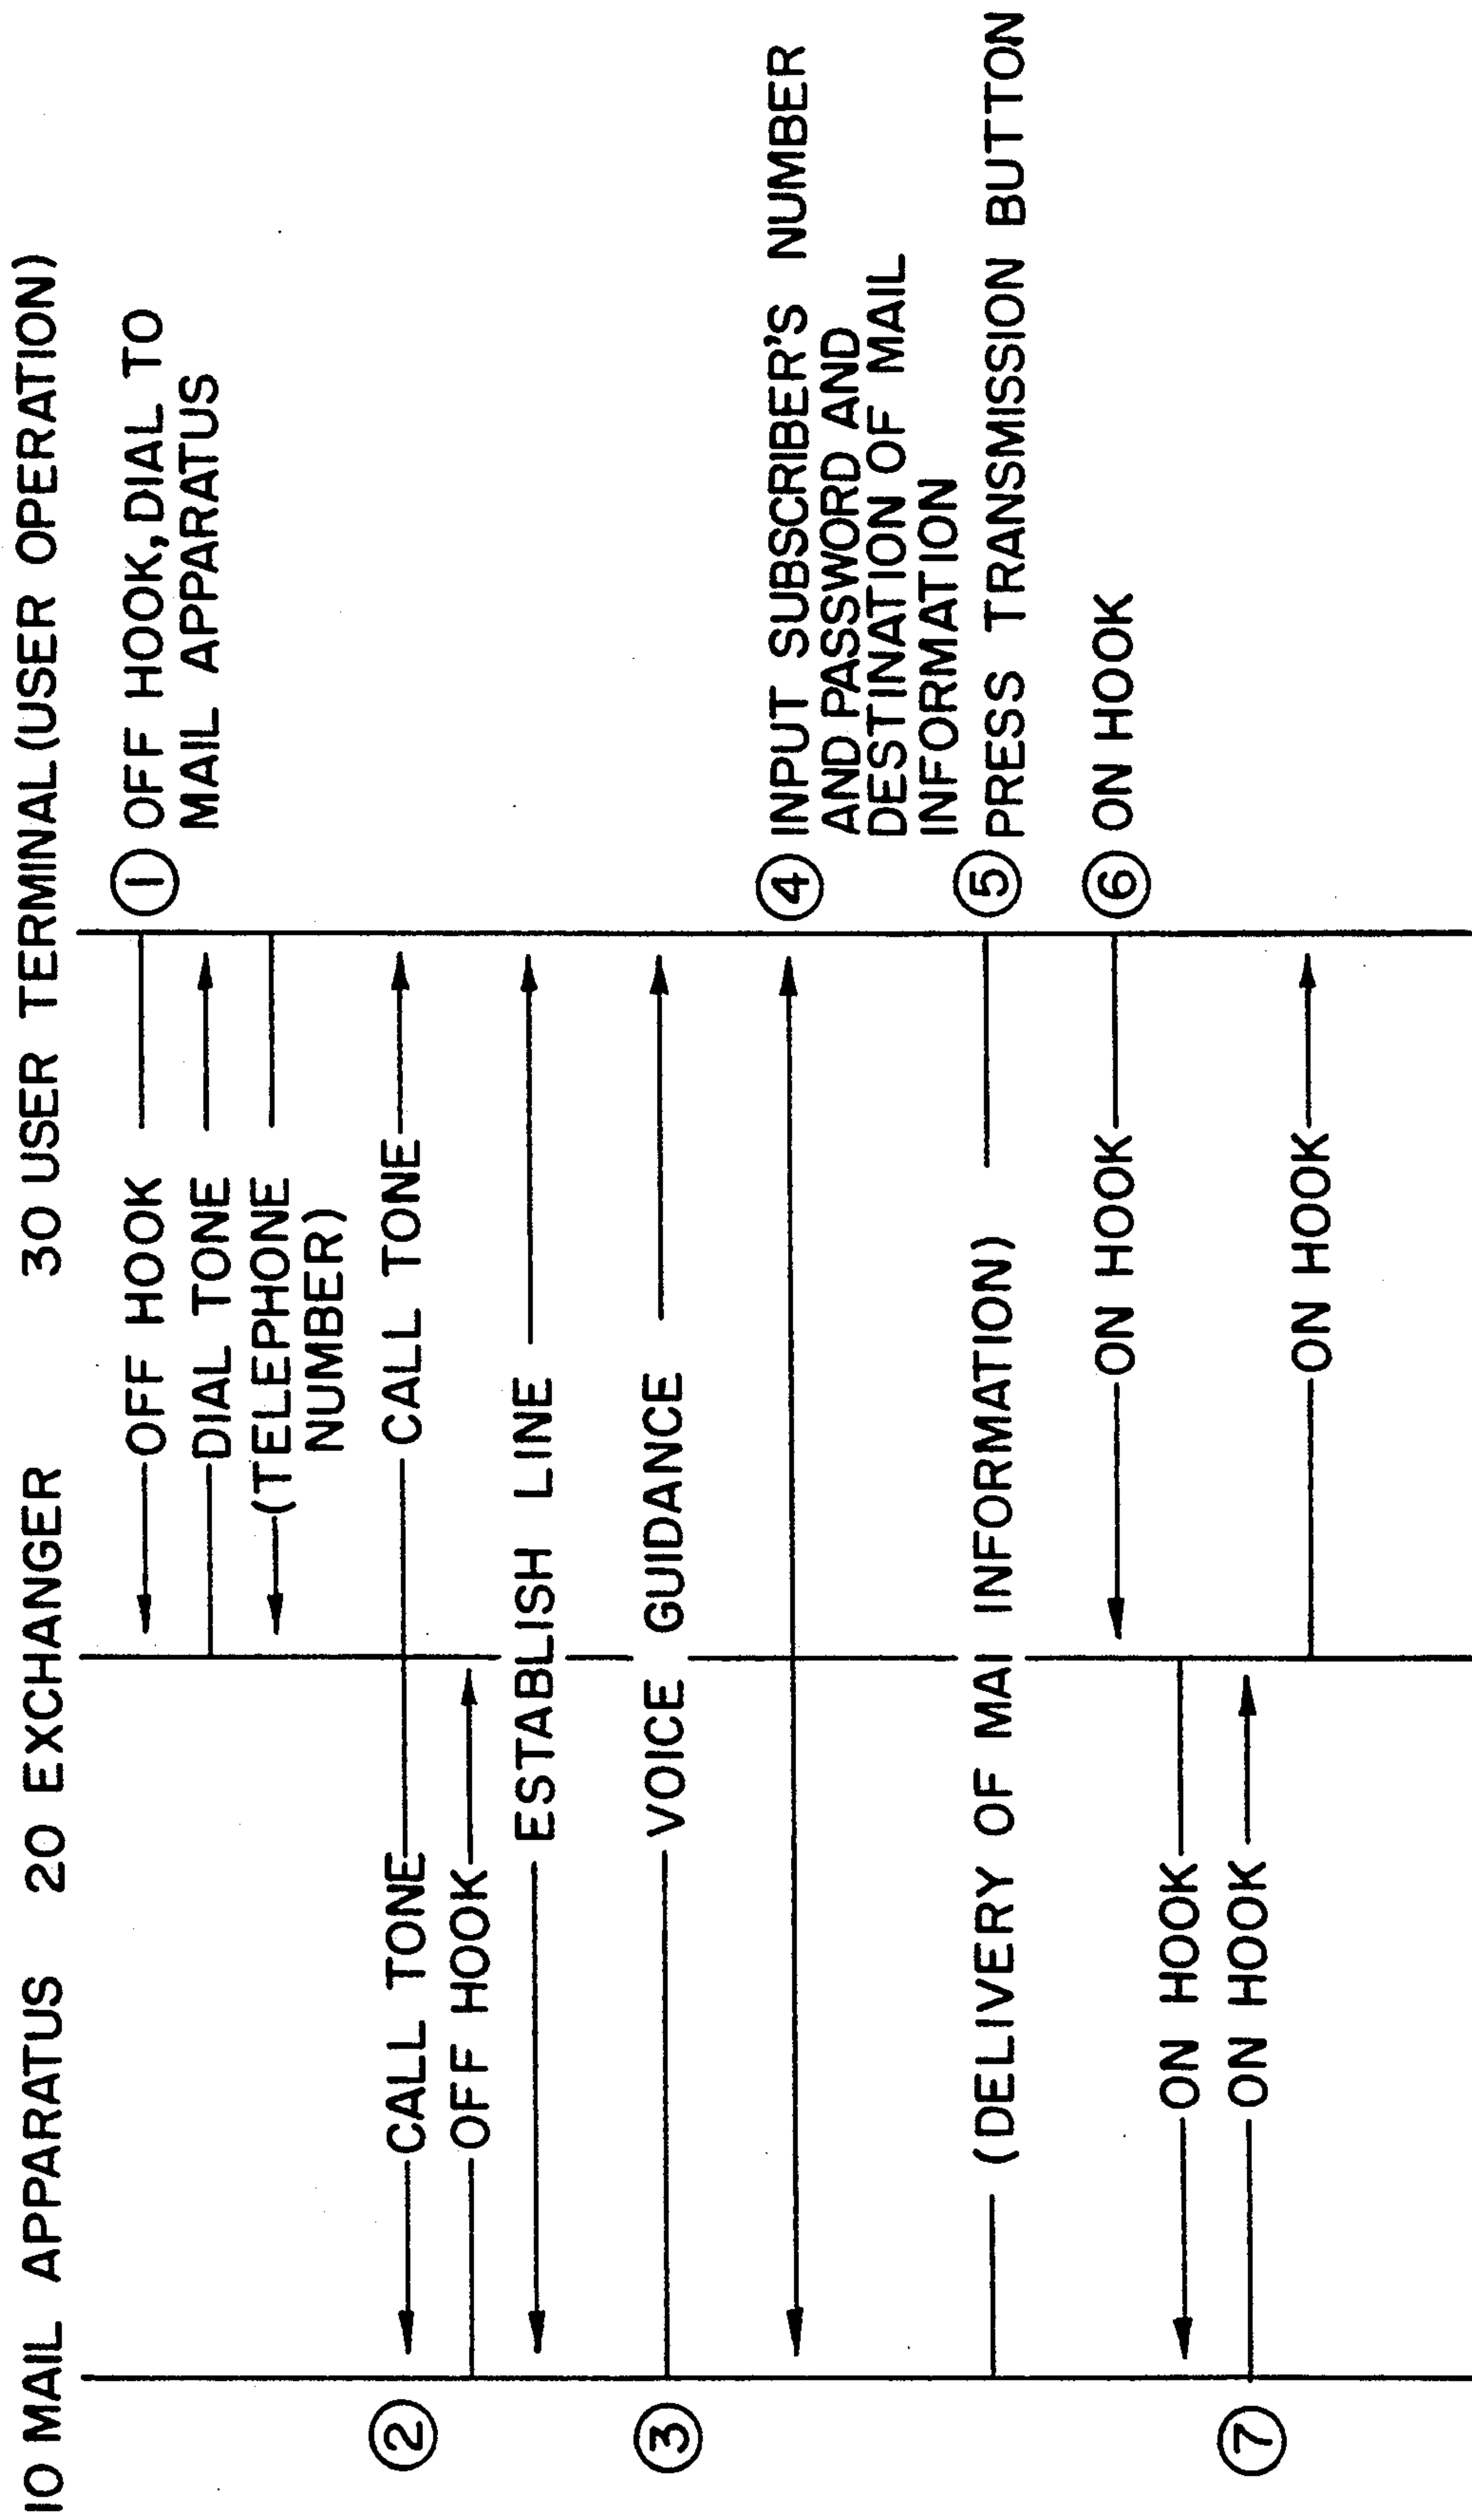 10 MAIL APPARATUS 20 EXCHANGER 30 USER TERMINAL (USER OPERATION)
OFF HOOK
① OFF HOOK, DIAL TO
MAIL APPARATUS
DIAL TONE
(TELEPHONE
NUMBER)
② CALL TONE CALL TONE
OFF HOOK
ESTABLISH LINE
③ VOICE GUIDANCE
④ INPUT SUBSCRIBER'S NUMBER
AND PASSWORD AND
DESTINATION OF MAIL
INFORMATION
(DELIVERY OF MAI INFORMATION)
⑤ PRESS TRANSMISSION BUTTON
ON HOOK
⑥ ON HOOK
ON HOOK
⑦ ON HOOK
ON HOOK